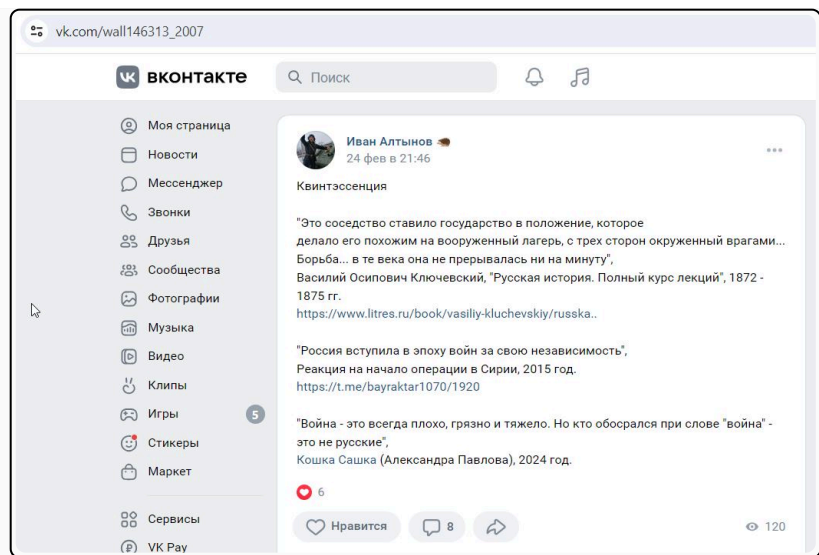 vk.com/wall146313_2007
вконтакте
Поиск
Моя страница
Новости
Мессенджер
Звонки
Друзья
Сообщества
Фотографии
Музыка
Видео
Клипы
Игры
5
Стикеры
Маркет
Сервисы
VK Pay
Иван Алтынов
24 фев в 21:46
Квинтэссенция
"Это соседство ставило государство в положение, которое
делало его похожим на вооруженный лагерь, с трех сторон окруженный врагами...
Борьба... в те века она не прерывалась ни на минуту",
Василий Осипович Ключевский, "Русская история. Полный курс лекций", 1872 -
1875 гг.
https://www.litres.ru/book/vasiliy-kluchevskiy/russka..
"Россия вступила в эпоху войн за свою независимость",
Реакция на начало операции в Сирии, 2015 год.
https://t.me/bayraktar1070/1920
"Война - это всегда плохо, грязно и тяжело. Но кто обосрался при слове "война" -
это не русские",
Кошка Сашка (Александра Павлова), 2024 год.
6
Нравится
8
120